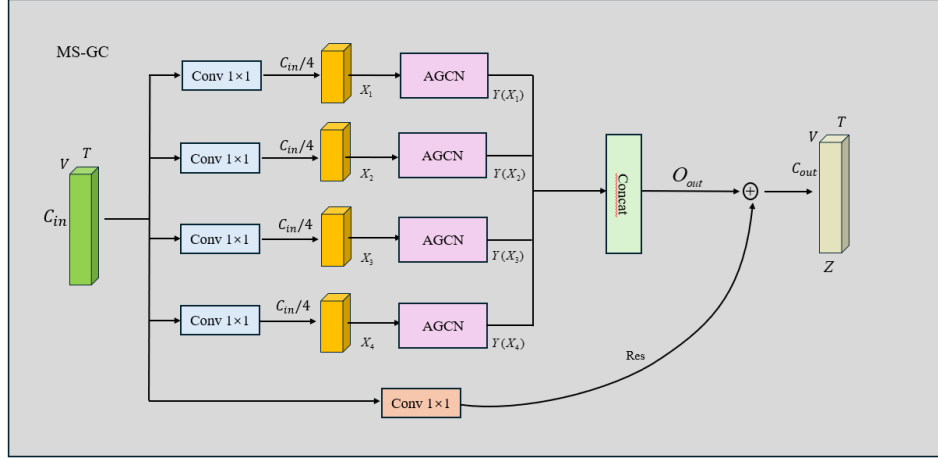 MS-GC
V T
C_in
Conv 1×1
C_in/4
X_1
AGCN
Y(X_1)
Conv 1×1
C_in/4
X_2
AGCN
Y(X_2)
Conv 1×1
C_in/4
X_3
AGCN
Y(X_3)
Conv 1×1
C_in/4
X_4
AGCN
Y(X_4)
Conv 1×1
Res
Concat
O_out
+
C_out
V T
Z